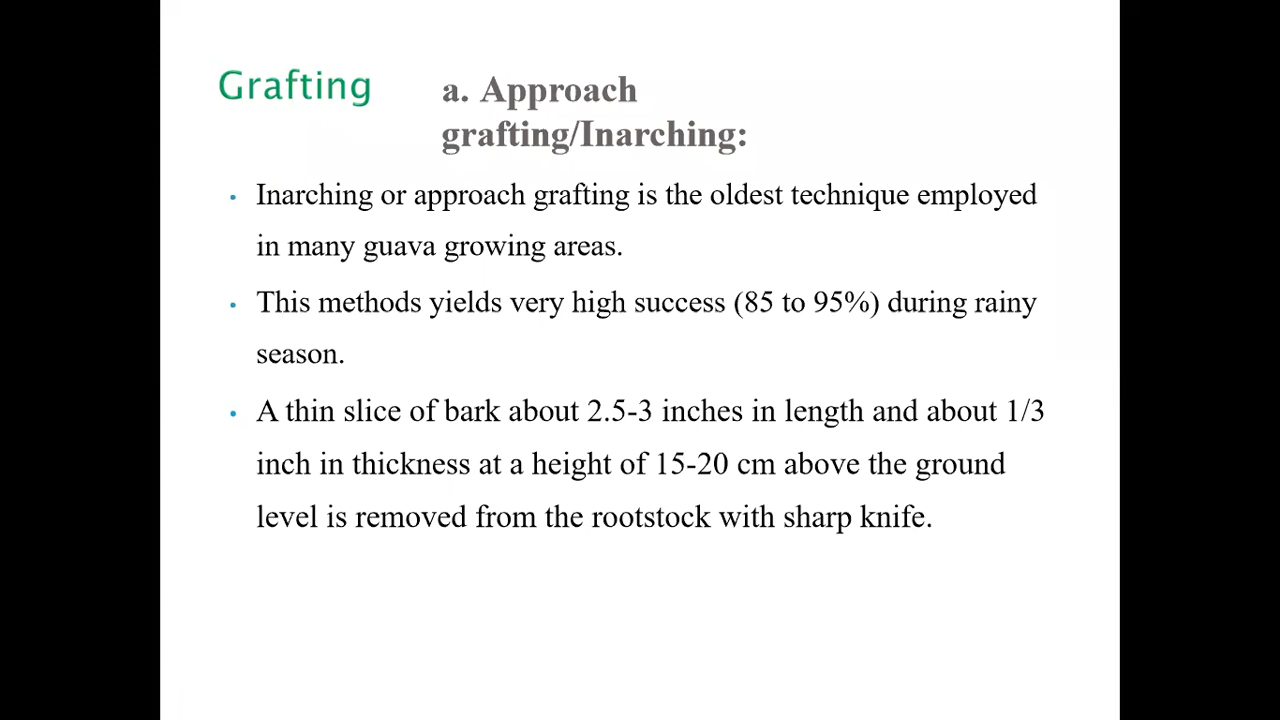 Grafting
a. Approach
grafting/Inarching:
• Inarching or approach grafting is the oldest technique employed
in many guava growing areas.
• This methods yields very high success (85 to 95%) during rainy
season.
• A thin slice of bark about 2.5-3 inches in length and about 1/3
inch in thickness at a height of 15-20 cm above the ground
level is removed from the rootstock with sharp knife.